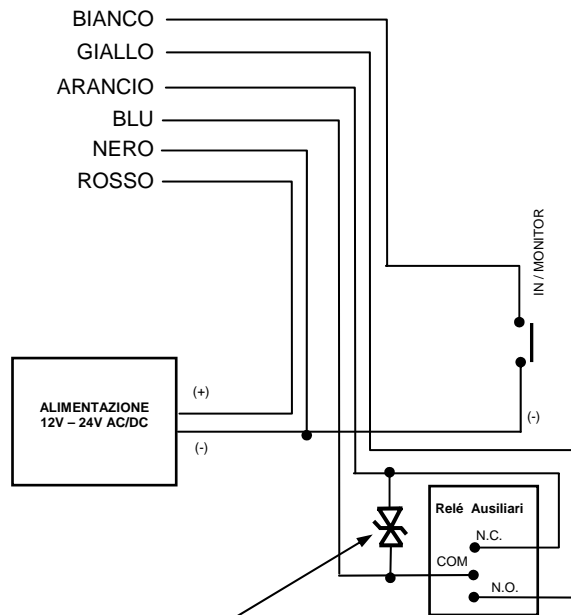 BIANCO
GIALLO
ARANCIO
BLU
NERO
ROSSO
IN / MONITOR
ALIMENTAZIONE
12V – 24V AC/DC
(+)
(-)
(-)
Relé Ausiliari
N.C.
COM
N.O.